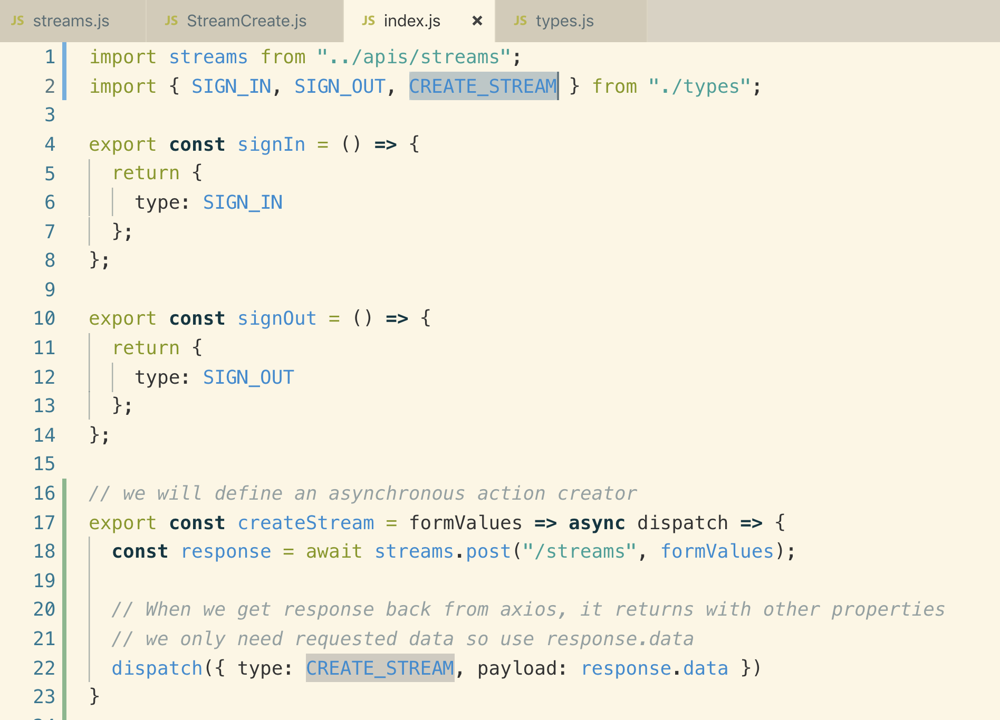 JS streams.js JS StreamCreate.js JS index.js × JS types.js
1 import streams from "../apis/streams";
2 import { SIGN_IN, SIGN_OUT, CREATE_STREAM } from "./types";
3
4 export const signIn = () => {
5 return {
6 type: SIGN_IN
7 };
8 };
9
10 export const signOut = () => {
11 return {
12 type: SIGN_OUT
13 };
14 };
15
16 // we will define an asynchronous action creator
17 export const createStream = formValues => async dispatch => {
18 const response = await streams.post("/streams", formValues);
19
20 // When we get response back from axios, it returns with other properties
21 // we only need requested data so use response.data
22 dispatch({ type: CREATE_STREAM, payload: response.data })
23 }